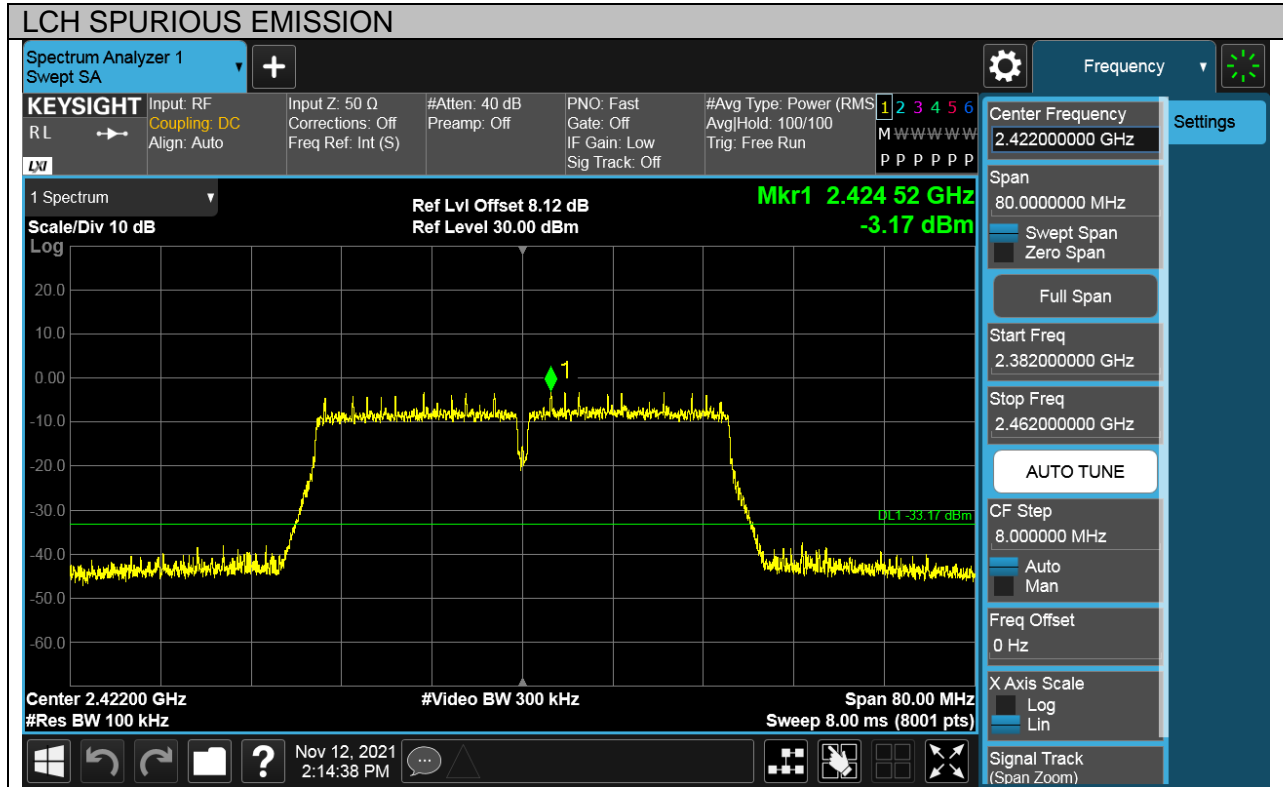 LCH SPURIOUS EMISSION
Spectrum Analyzer 1
Swept SA
Frequency
KEYSIGHT
RL
LXI
Input: RF
Coupling: DC
Align: Auto
Input Z: 50 Ω
Corrections: Off
Freq Ref: Int (S)
#Atten: 40 dB
Preamp: Off
PNO: Fast
Gate: Off
IF Gain: Low
Sig Track: Off
#Avg Type: Power (RMS
Avg|Hold: 100/100
Trig: Free Run
1 2 3 4 5 6
M W W W W W
P P P P P P
1 Spectrum
Scale/Div 10 dB
Ref Lvl Offset 8.12 dB
Ref Level 30.00 dBm
Mkr1 2.424 52 GHz
-3.17 dBm
Log
20.0
10.0
0.00
-10.0
-20.0
-30.0
-40.0
-50.0
-60.0
1
DL1 -33.17 dBm
Center 2.42200 GHz
#Res BW 100 kHz
#Video BW 300 kHz
Span 80.00 MHz
Sweep 8.00 ms (8001 pts)
?
Nov 12, 2021
2:14:38 PM
Center Frequency
2.422000000 GHz
Settings
Span
80.0000000 MHz
Swept Span
Zero Span
Full Span
Start Freq
2.382000000 GHz
Stop Freq
2.462000000 GHz
AUTO TUNE
CF Step
8.000000 MHz
Auto
Man
Freq Offset
0 Hz
X Axis Scale
Log
Lin
Signal Track
(Span Zoom)